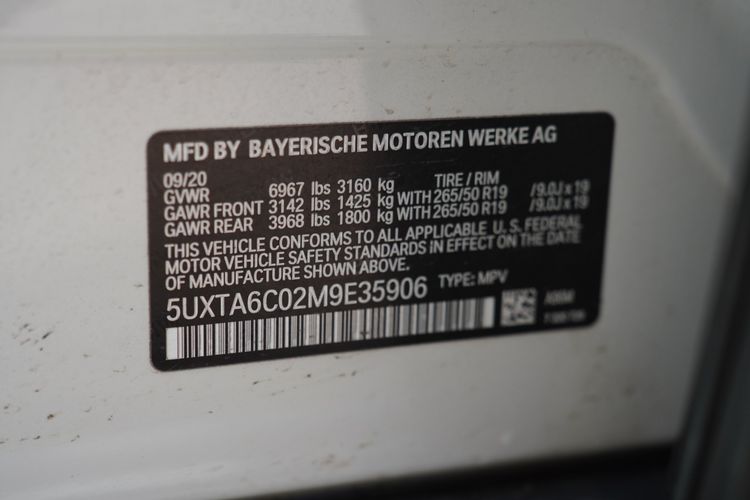 MFD BY BAYERISCHE MOTOREN WERKE AG
09/20 TIRE / RIM
GVWR 6967 lbs 3160 kg
GAWR FRONT 3142 lbs 1425 kg WITH 265/50 R19 / 9.0J x 19
GAWR REAR 3968 lbs 1800 kg WITH 265/50 R19 / 9.0J x 19
THIS VEHICLE CONFORMS TO ALL APPLICABLE U. S. FEDERAL
MOTOR VEHICLE SAFETY STANDARDS IN EFFECT ON THE DATE
OF MANUFACTURE SHOWN ABOVE.
5UXTA6C02M9E35906 TYPE: MPV